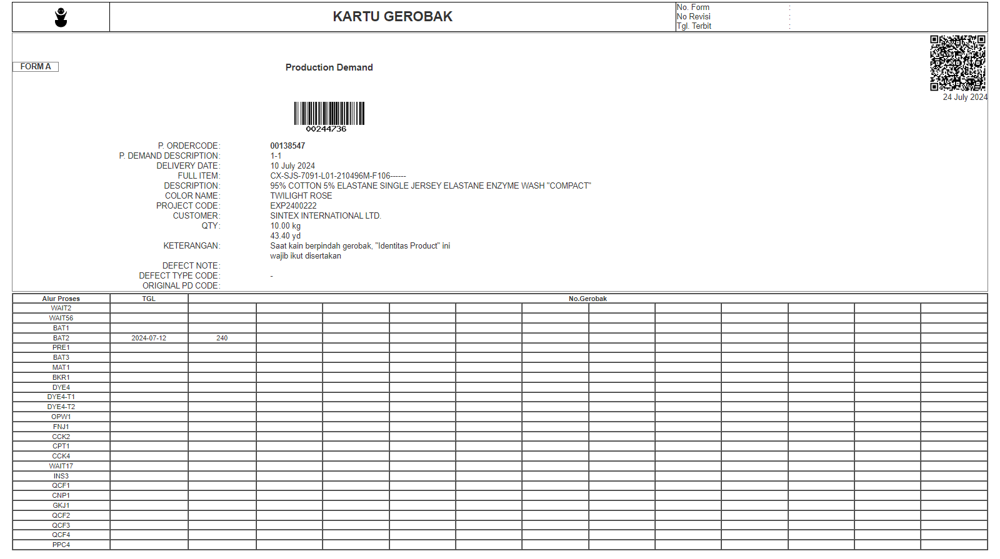 KARTU GEROBAK
No. Form :
No Revisi :
Tgl. Terbit :
FORM A
Production Demand
24 July 2024
00244736
P. ORDERCODE: 00138547
P. DEMAND DESCRIPTION: 1-1
DELIVERY DATE: 10 July 2024
FULL ITEM: CX-SJS-7091-L01-210496M-F106------
DESCRIPTION: 95% COTTON 5% ELASTANE SINGLE JERSEY ELASTANE ENZYME WASH "COMPACT"
COLOR NAME: TWILIGHT ROSE
PROJECT CODE: EXP2400222
CUSTOMER: SINTEX INTERNATIONAL LTD.
QTY: 10.00 kg
43.40 yd
KETERANGAN: Saat kain berpindah gerobak, "Identitas Product" ini
wajib ikut disertakan
DEFECT NOTE:
DEFECT TYPE CODE: -
ORIGINAL PD CODE:
Alur Proses TGL No.Gerobak
WAIT2
WAIT56
BAT1
BAT2 2024-07-12 240
PRE1
BAT3
MAT1
BKR1
DYE4
DYE4-T1
DYE4-T2
OPW1
FNJ1
CCK2
CPT1
CCK4
WAIT17
INS3
QCF1
CNP1
GKJ1
QCF2
QCF3
QCF4
PPC4